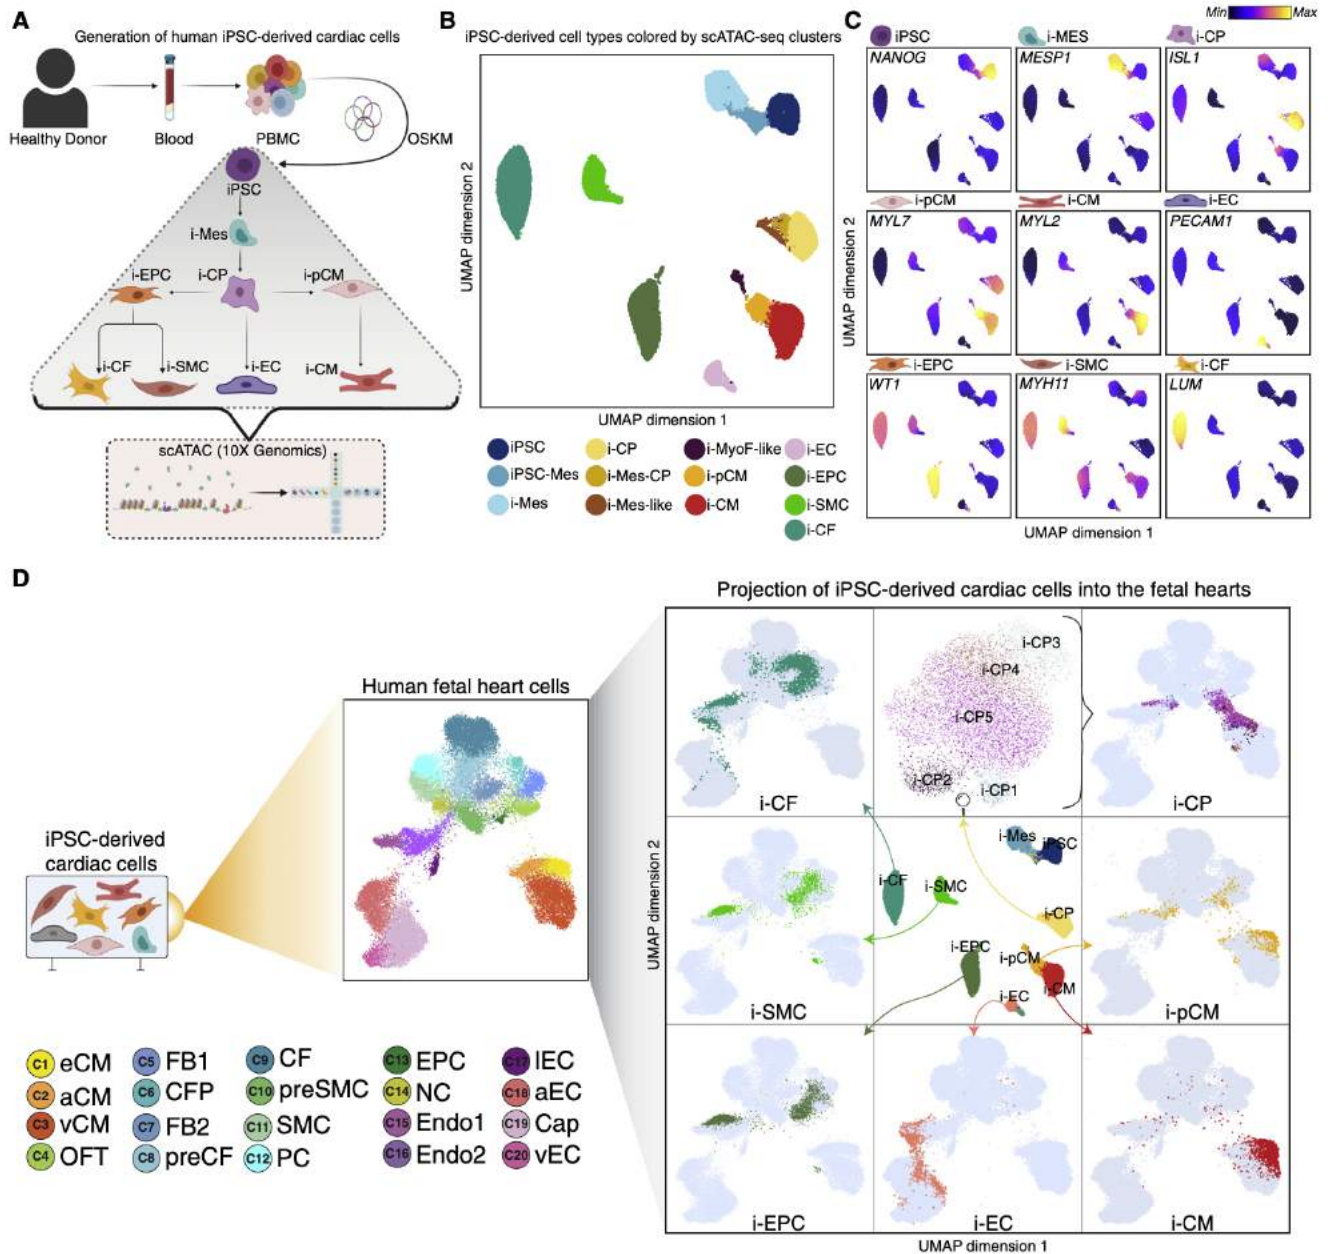 A
Generation of human iPSC-derived cardiac cells
Healthy Donor
Blood
PBMC
OSKM
iPSC
i-Mes
i-EPC
i-CP
i-pCM
i-CF
i-SMC
i-EC
i-CM
scATAC (10X Genomics)
B
iPSC-derived cell types colored by scATAC-seq clusters
UMAP dimension 2
UMAP dimension 1
iPSC
iPSC-Mes
i-Mes
i-CP
i-Mes-CP
i-Mes-like
i-MyoF-like
i-pCM
i-CM
i-EC
i-EPC
i-SMC
i-CF
C
Min Max
iPSC
i-MES
i-CP
NANOG
MESP1
ISL1
i-pCM
i-CM
i-EC
MYL7
MYL2
PECAM1
i-EPC
i-SMC
i-CF
WT1
MYH11
LUM
UMAP dimension 2
UMAP dimension 1
D
iPSC-derived
cardiac cells
Human fetal heart cells
Projection of iPSC-derived cardiac cells into the fetal hearts
i-CF
i-CP3
i-CP4
i-CP5
i-CP2
i-CP1
i-CP
i-SMC
i-Mes
iPSC
i-CF
i-SMC
i-CP
i-EPC
i-pCM
i-CM
i-EC
i-pCM
i-EPC
i-EC
i-CM
UMAP dimension 2
UMAP dimension 1
C1 eCM
C2 aCM
C3 vCM
C4 OFT
C5 FB1
C6 CFP
C7 FB2
C8 preCF
C9 CF
C10 preSMC
C11 SMC
C12 PC
C13 EPC
C14 NC
C15 Endo1
C16 Endo2
C17 lEC
C18 aEC
C19 Cap
C20 vEC